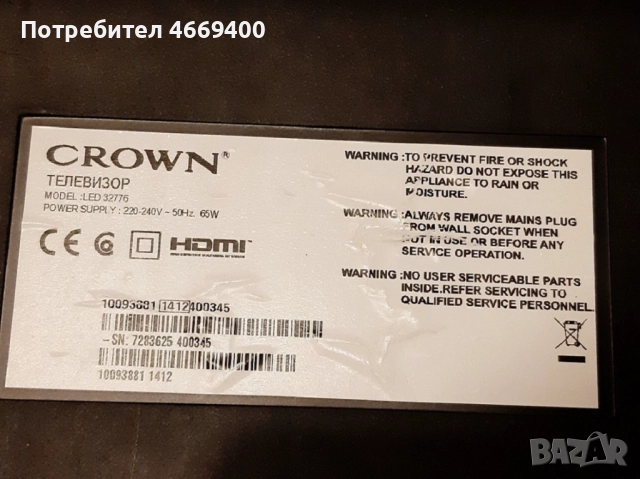 Потребител 4669400
CROWN®
ТЕЛЕВИЗОР
MODEL :LED 32776
POWER SUPPLY : 220-240V ~ 50Hz. 65W
CE
HDMI
10093881 1412 400345
-SN: 7283625 400345
10093881 1412
WARNING :TO PREVENT FIRE OR SHOCK
HAZARD DO NOT EXPOSE THIS
APPLIANCE TO RAIN OR
MOISTURE.
WARNING :ALWAYS REMOVE MAINS PLUG
FROM WALL SOCKET WHEN
NOT IN USE OR BEFORE ANY
SERVICE OPERATION.
WARNING :NO USER SERVICEABLE PARTS
INSIDE.REFER SERVICING TO
QUALIFIED SERVICE PERSONNEL.
BAZAR